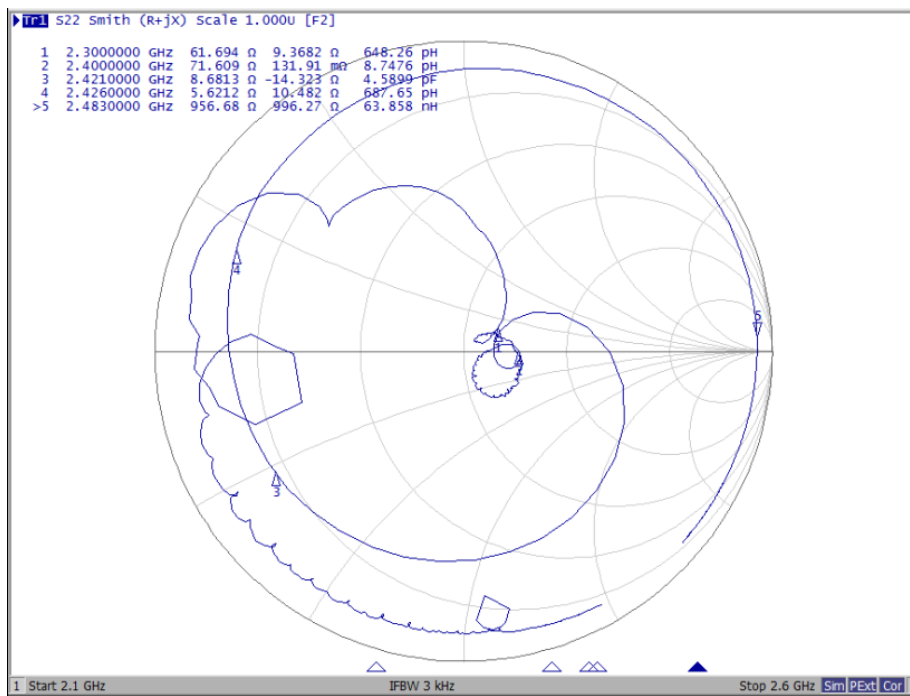 Tr1 S22 Smith (R+jX) Scale 1.000U [F2]
1 2.3000000 GHz 61.694 Ω 9.3682 Ω 648.26 pH
2 2.4000000 GHz 71.609 Ω 131.91 mΩ 8.7476 pH
3 2.4210000 GHz 8.6813 Ω -14.323 Ω 4.5899 pF
4 2.4260000 GHz 5.6212 Ω 10.482 Ω 687.65 pH
>5 2.4830000 GHz 956.68 Ω 996.27 Ω 63.858 nH
4
5
1
3
1 Start 2.1 GHz IFBW 3 kHz Stop 2.6 GHz Sim PExt Cor